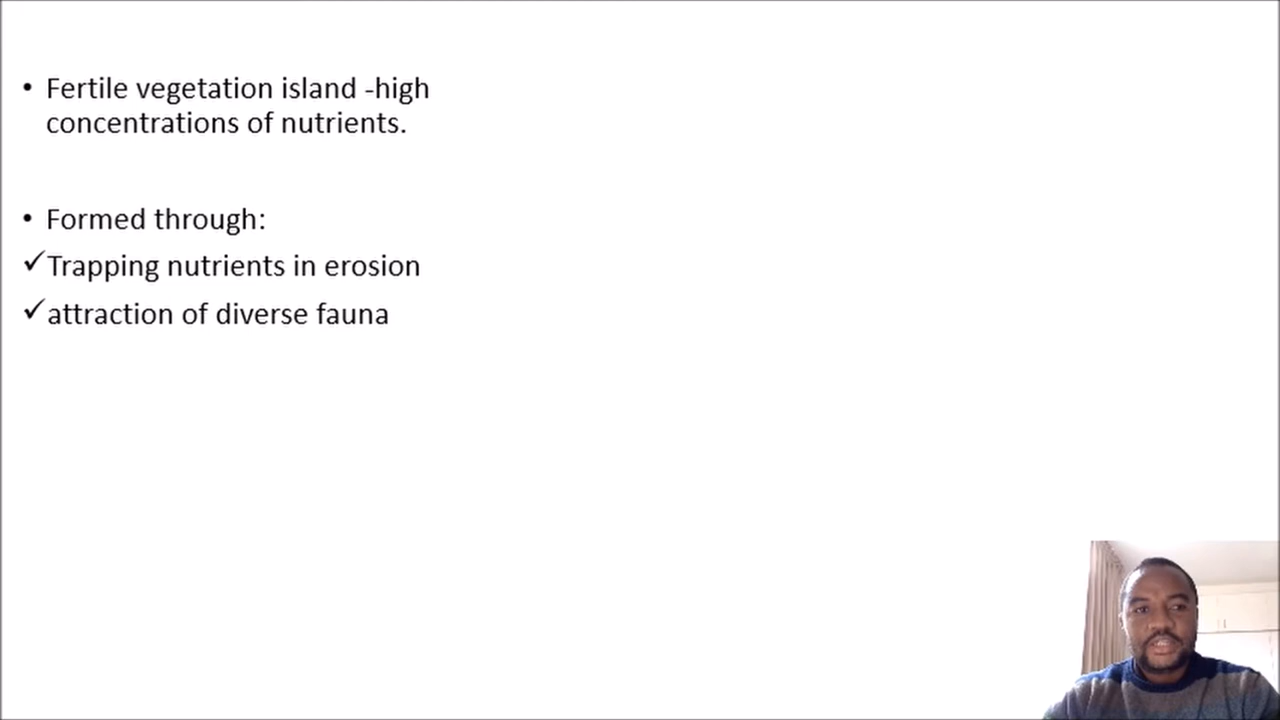 • Fertile vegetation island -high
concentrations of nutrients.
• Formed through:
✓Trapping nutrients in erosion
✓attraction of diverse fauna